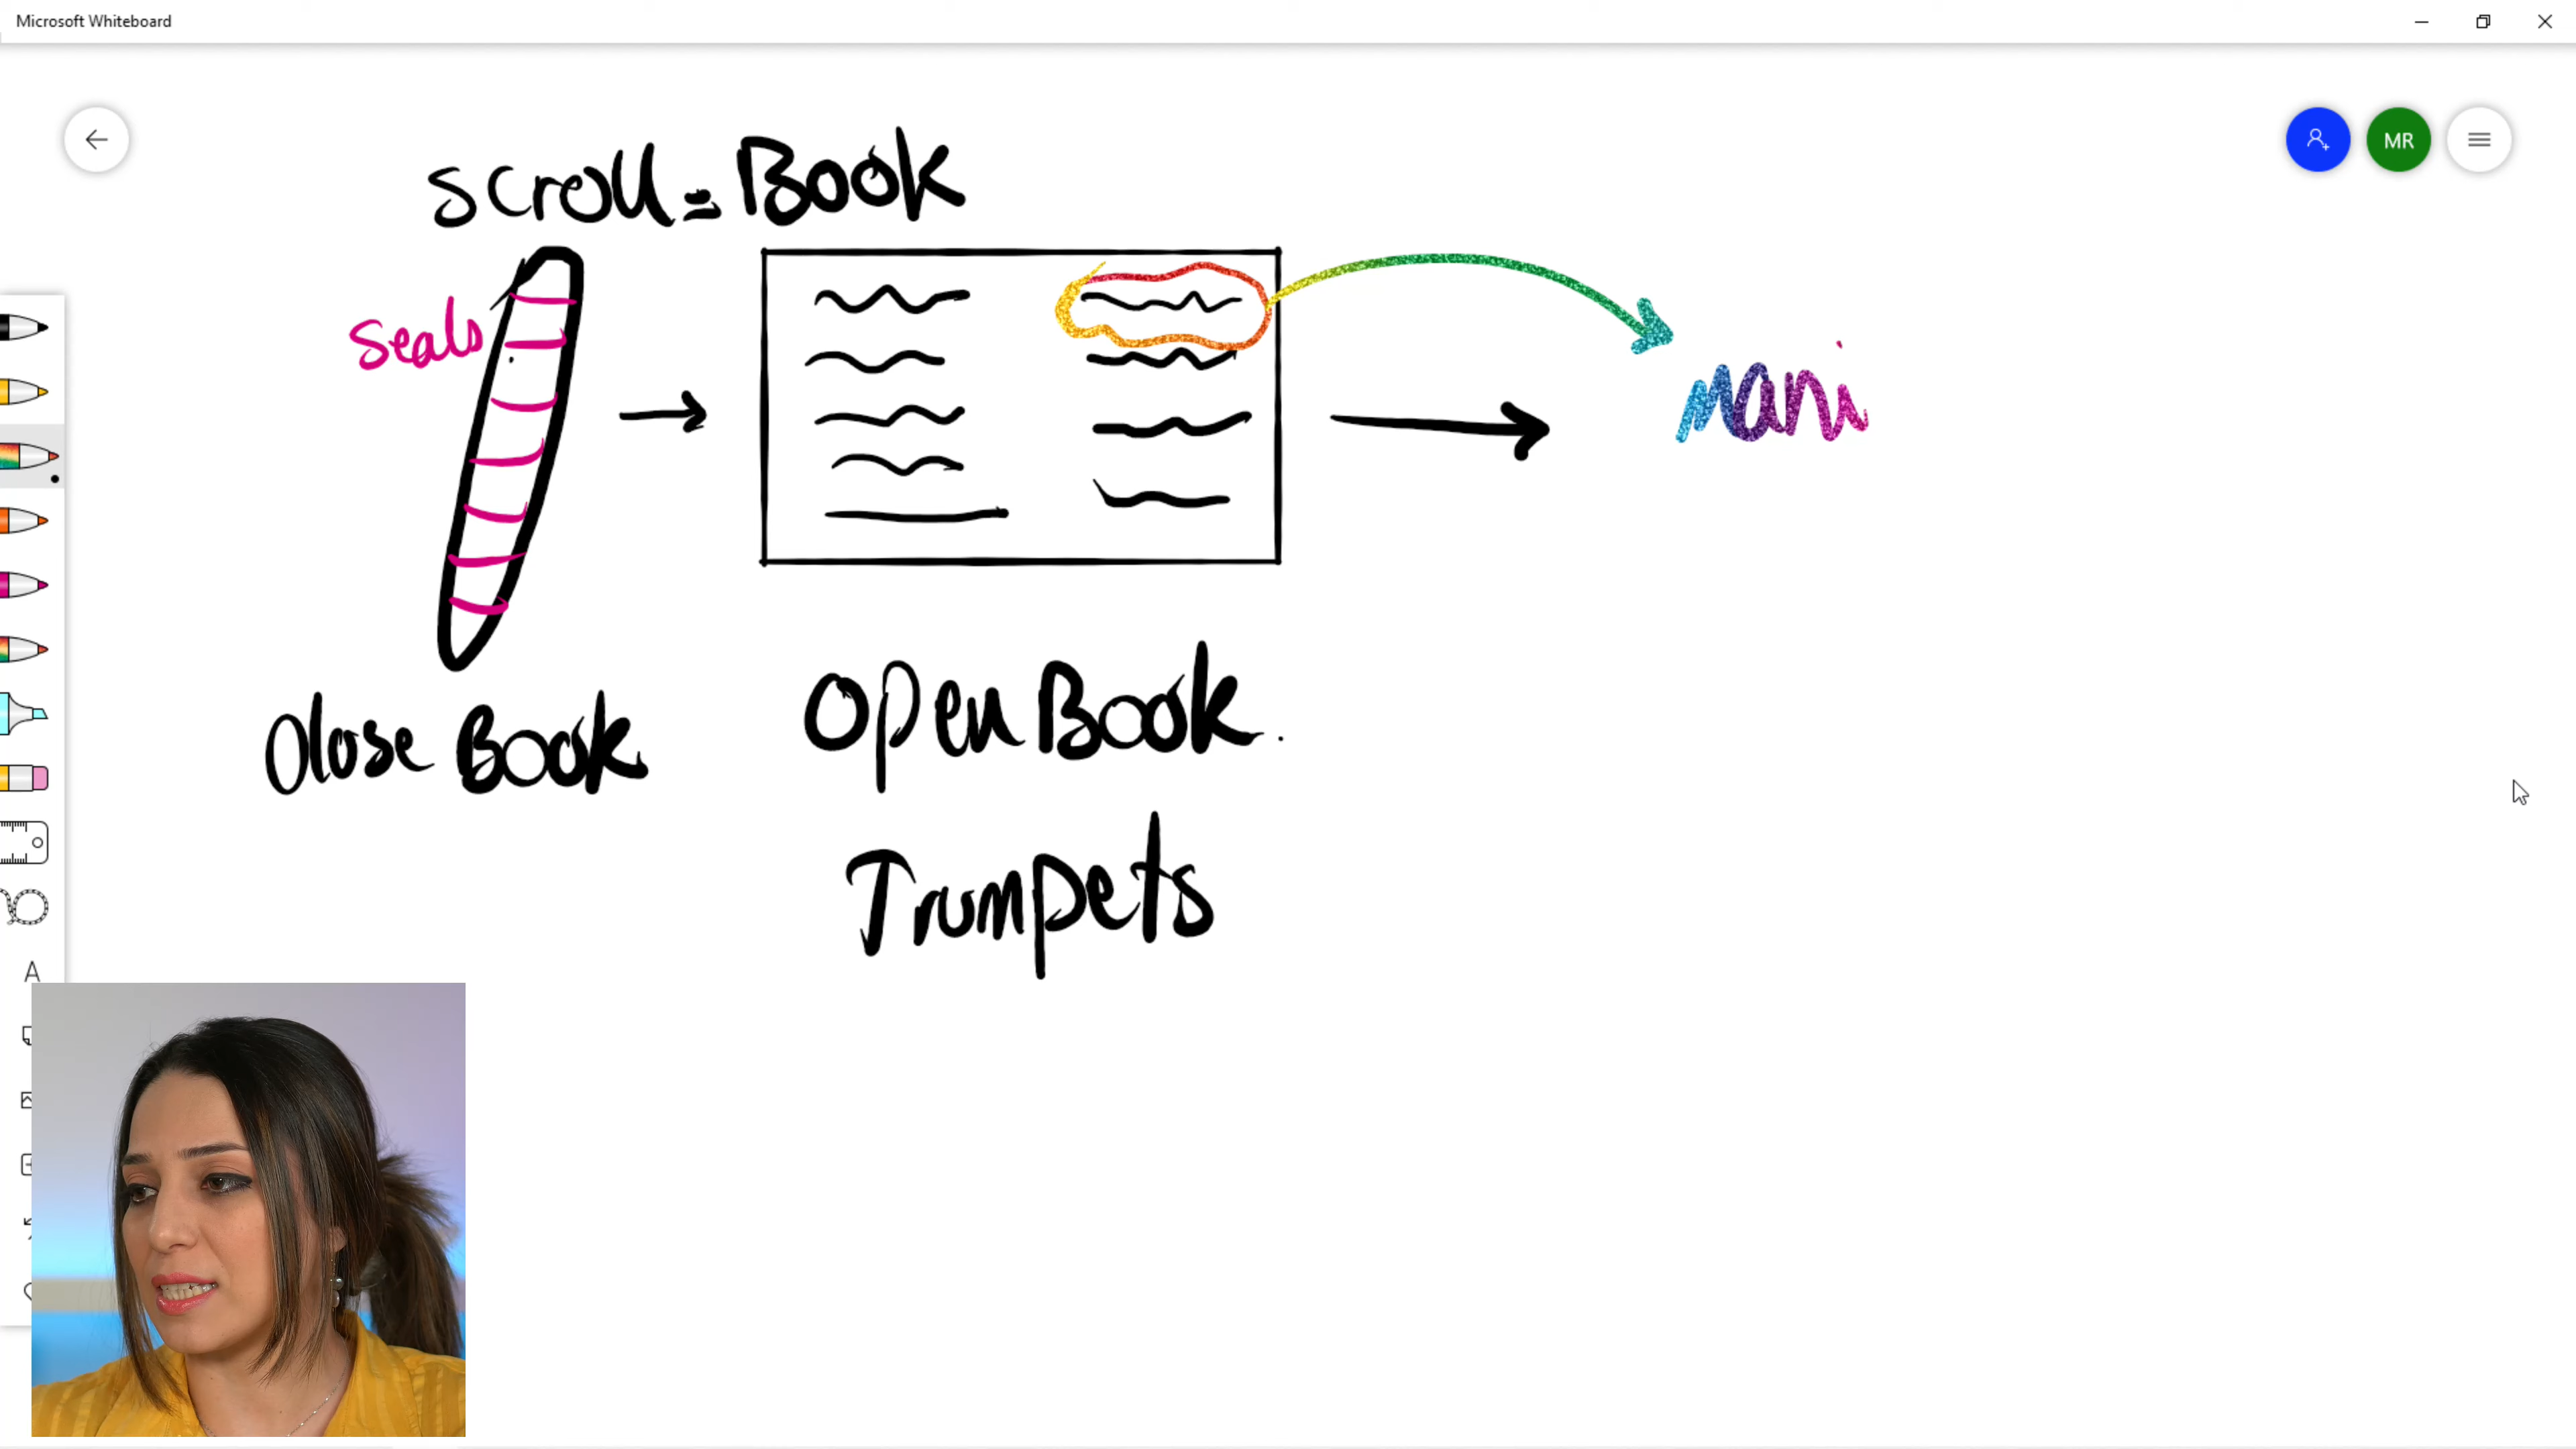 Microsoft Whiteboard
MR
scroll = Book
seals
Mani
Close Book
Open Book.
Trumpets
A